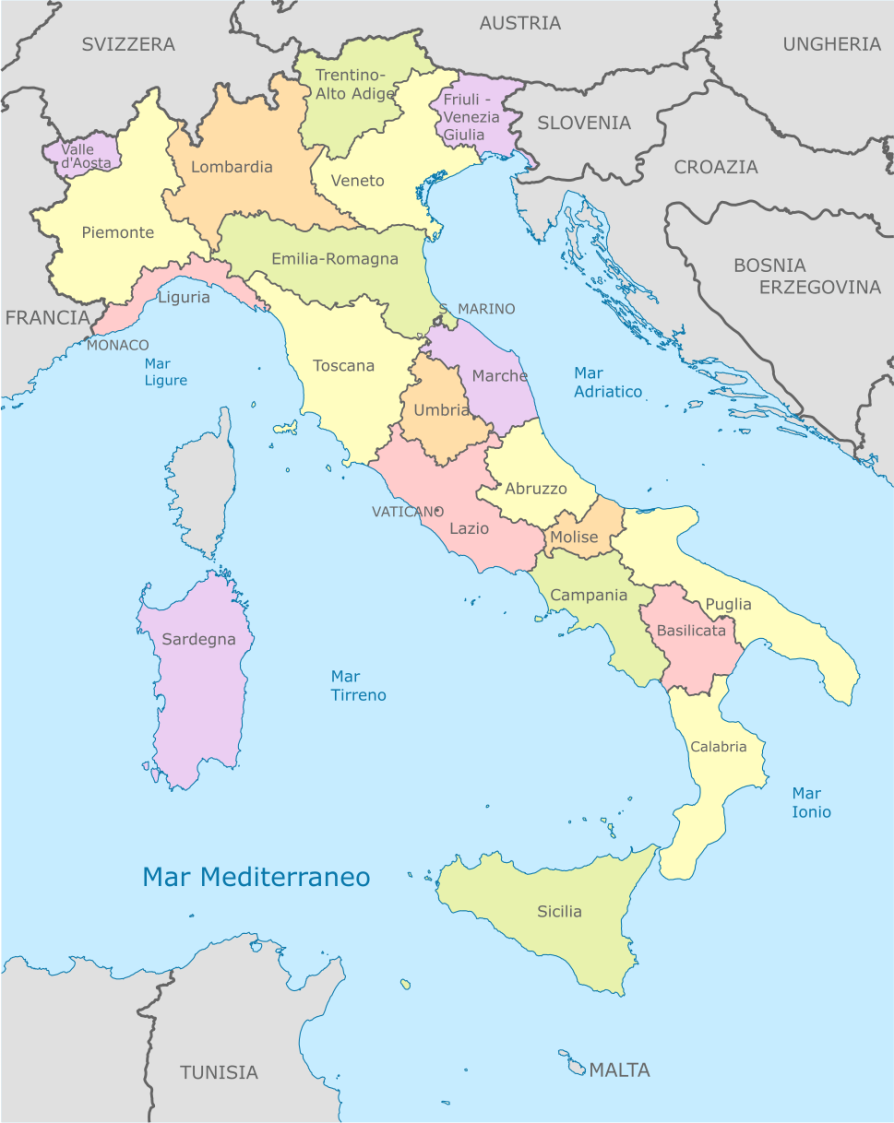 AUSTRIA
SVIZZERA
UNGHERIA
Trentino-
Alto Adige
Friuli -
Venezia
Giulia
SLOVENIA
Valle
d'Aosta
Lombardia
CROAZIA
Veneto
Piemonte
Emilia-Romagna
BOSNIA
ERZEGOVINA
Liguria
S. MARINO
FRANCIA
MONACO
Mar
Ligure
Toscana
Marche
Mar
Adriatico
Umbria
Abruzzo
VATICANO
Lazio
Molise
Campania
Puglia
Basilicata
Sardegna
Mar
Tirreno
Calabria
Mar
Ionio
Mar Mediterraneo
Sicilia
TUNISIA
MALTA